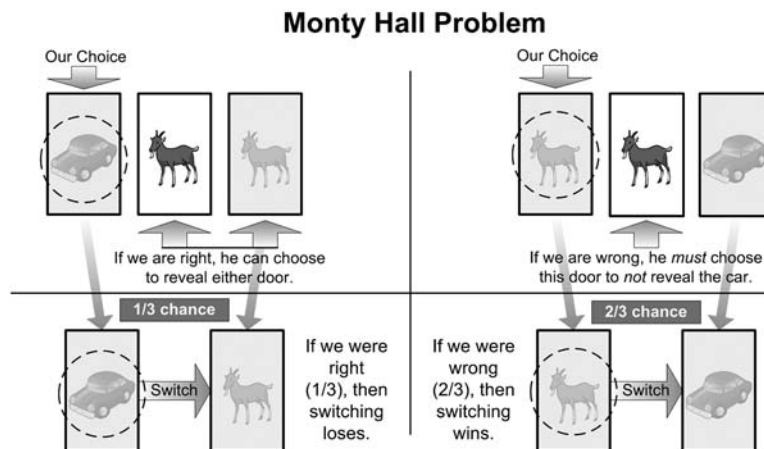 Monty Hall Problem
Our Choice
If we are right, he can choose
to reveal either door.
1/3 chance
Switch
If we were
right
(1/3), then
switching
loses.
Our Choice
If we are wrong, he must choose
this door to not reveal the car.
2/3 chance
If we were
wrong
(2/3), then
switching
wins.
Switch